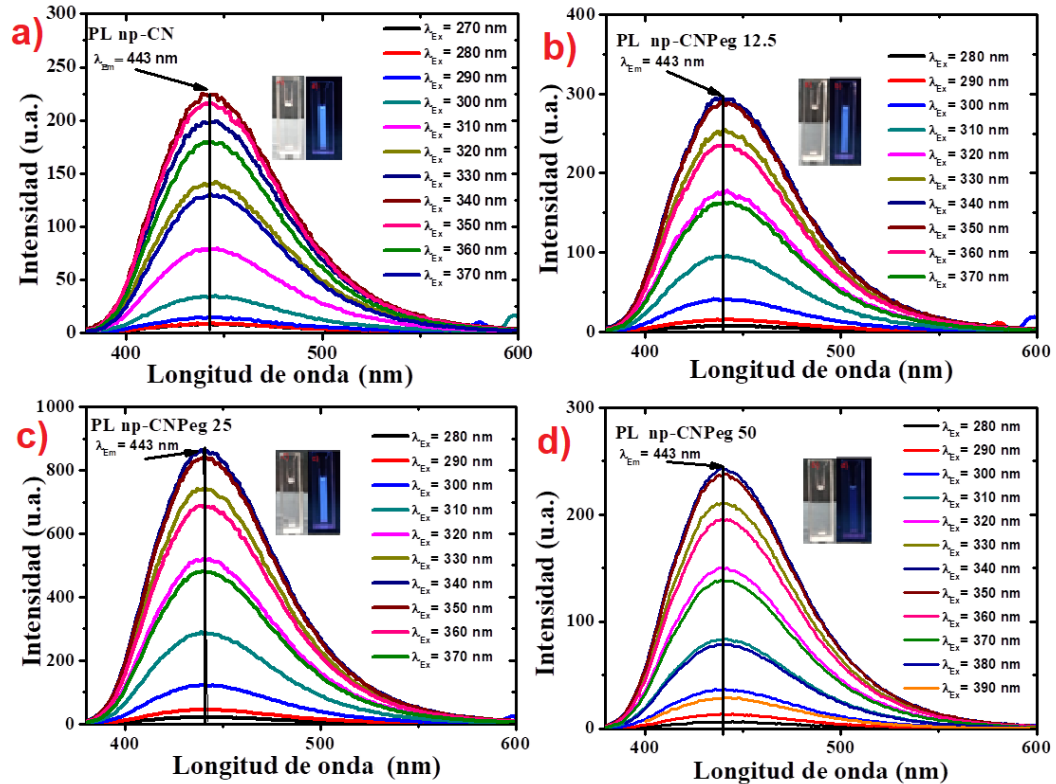 a)
PL np-CN
λEm = 443 nm
Intensidad (u.a.)
300
250
200
150
100
50
0
400
500
600
Longitud de onda (nm)
λEx = 270 nm
λEx = 280 nm
λEx = 290 nm
λEx = 300 nm
λEx = 310 nm
λEx = 320 nm
λEx = 330 nm
λEx = 340 nm
λEx = 350 nm
λEx = 360 nm
λEx = 370 nm
b)
PL np-CNPeg 12.5
λEm = 443 nm
Intensidad (u.a.)
400
300
200
100
0
400
500
600
Longitud de onda (nm)
λEx = 280 nm
λEx = 290 nm
λEx = 300 nm
λEx = 310 nm
λEx = 320 nm
λEx = 330 nm
λEx = 340 nm
λEx = 350 nm
λEx = 360 nm
λEx = 370 nm
c)
PL np-CNPeg 25
λEm = 443 nm
Intensidad (u.a.)
1000
800
600
400
200
0
400
500
600
Longitud de onda (nm)
λEx = 280 nm
λEx = 290 nm
λEx = 300 nm
λEx = 310 nm
λEx = 320 nm
λEx = 330 nm
λEx = 340 nm
λEx = 350 nm
λEx = 360 nm
λEx = 370 nm
d)
PL np-CNPeg 50
λEm = 443 nm
Intensidad (u.a.)
300
200
100
0
400
500
600
Longitud de onda (nm)
λEx = 280 nm
λEx = 290 nm
λEx = 300 nm
λEx = 310 nm
λEx = 320 nm
λEx = 330 nm
λEx = 340 nm
λEx = 350 nm
λEx = 360 nm
λEx = 370 nm
λEx = 380 nm
λEx = 390 nm